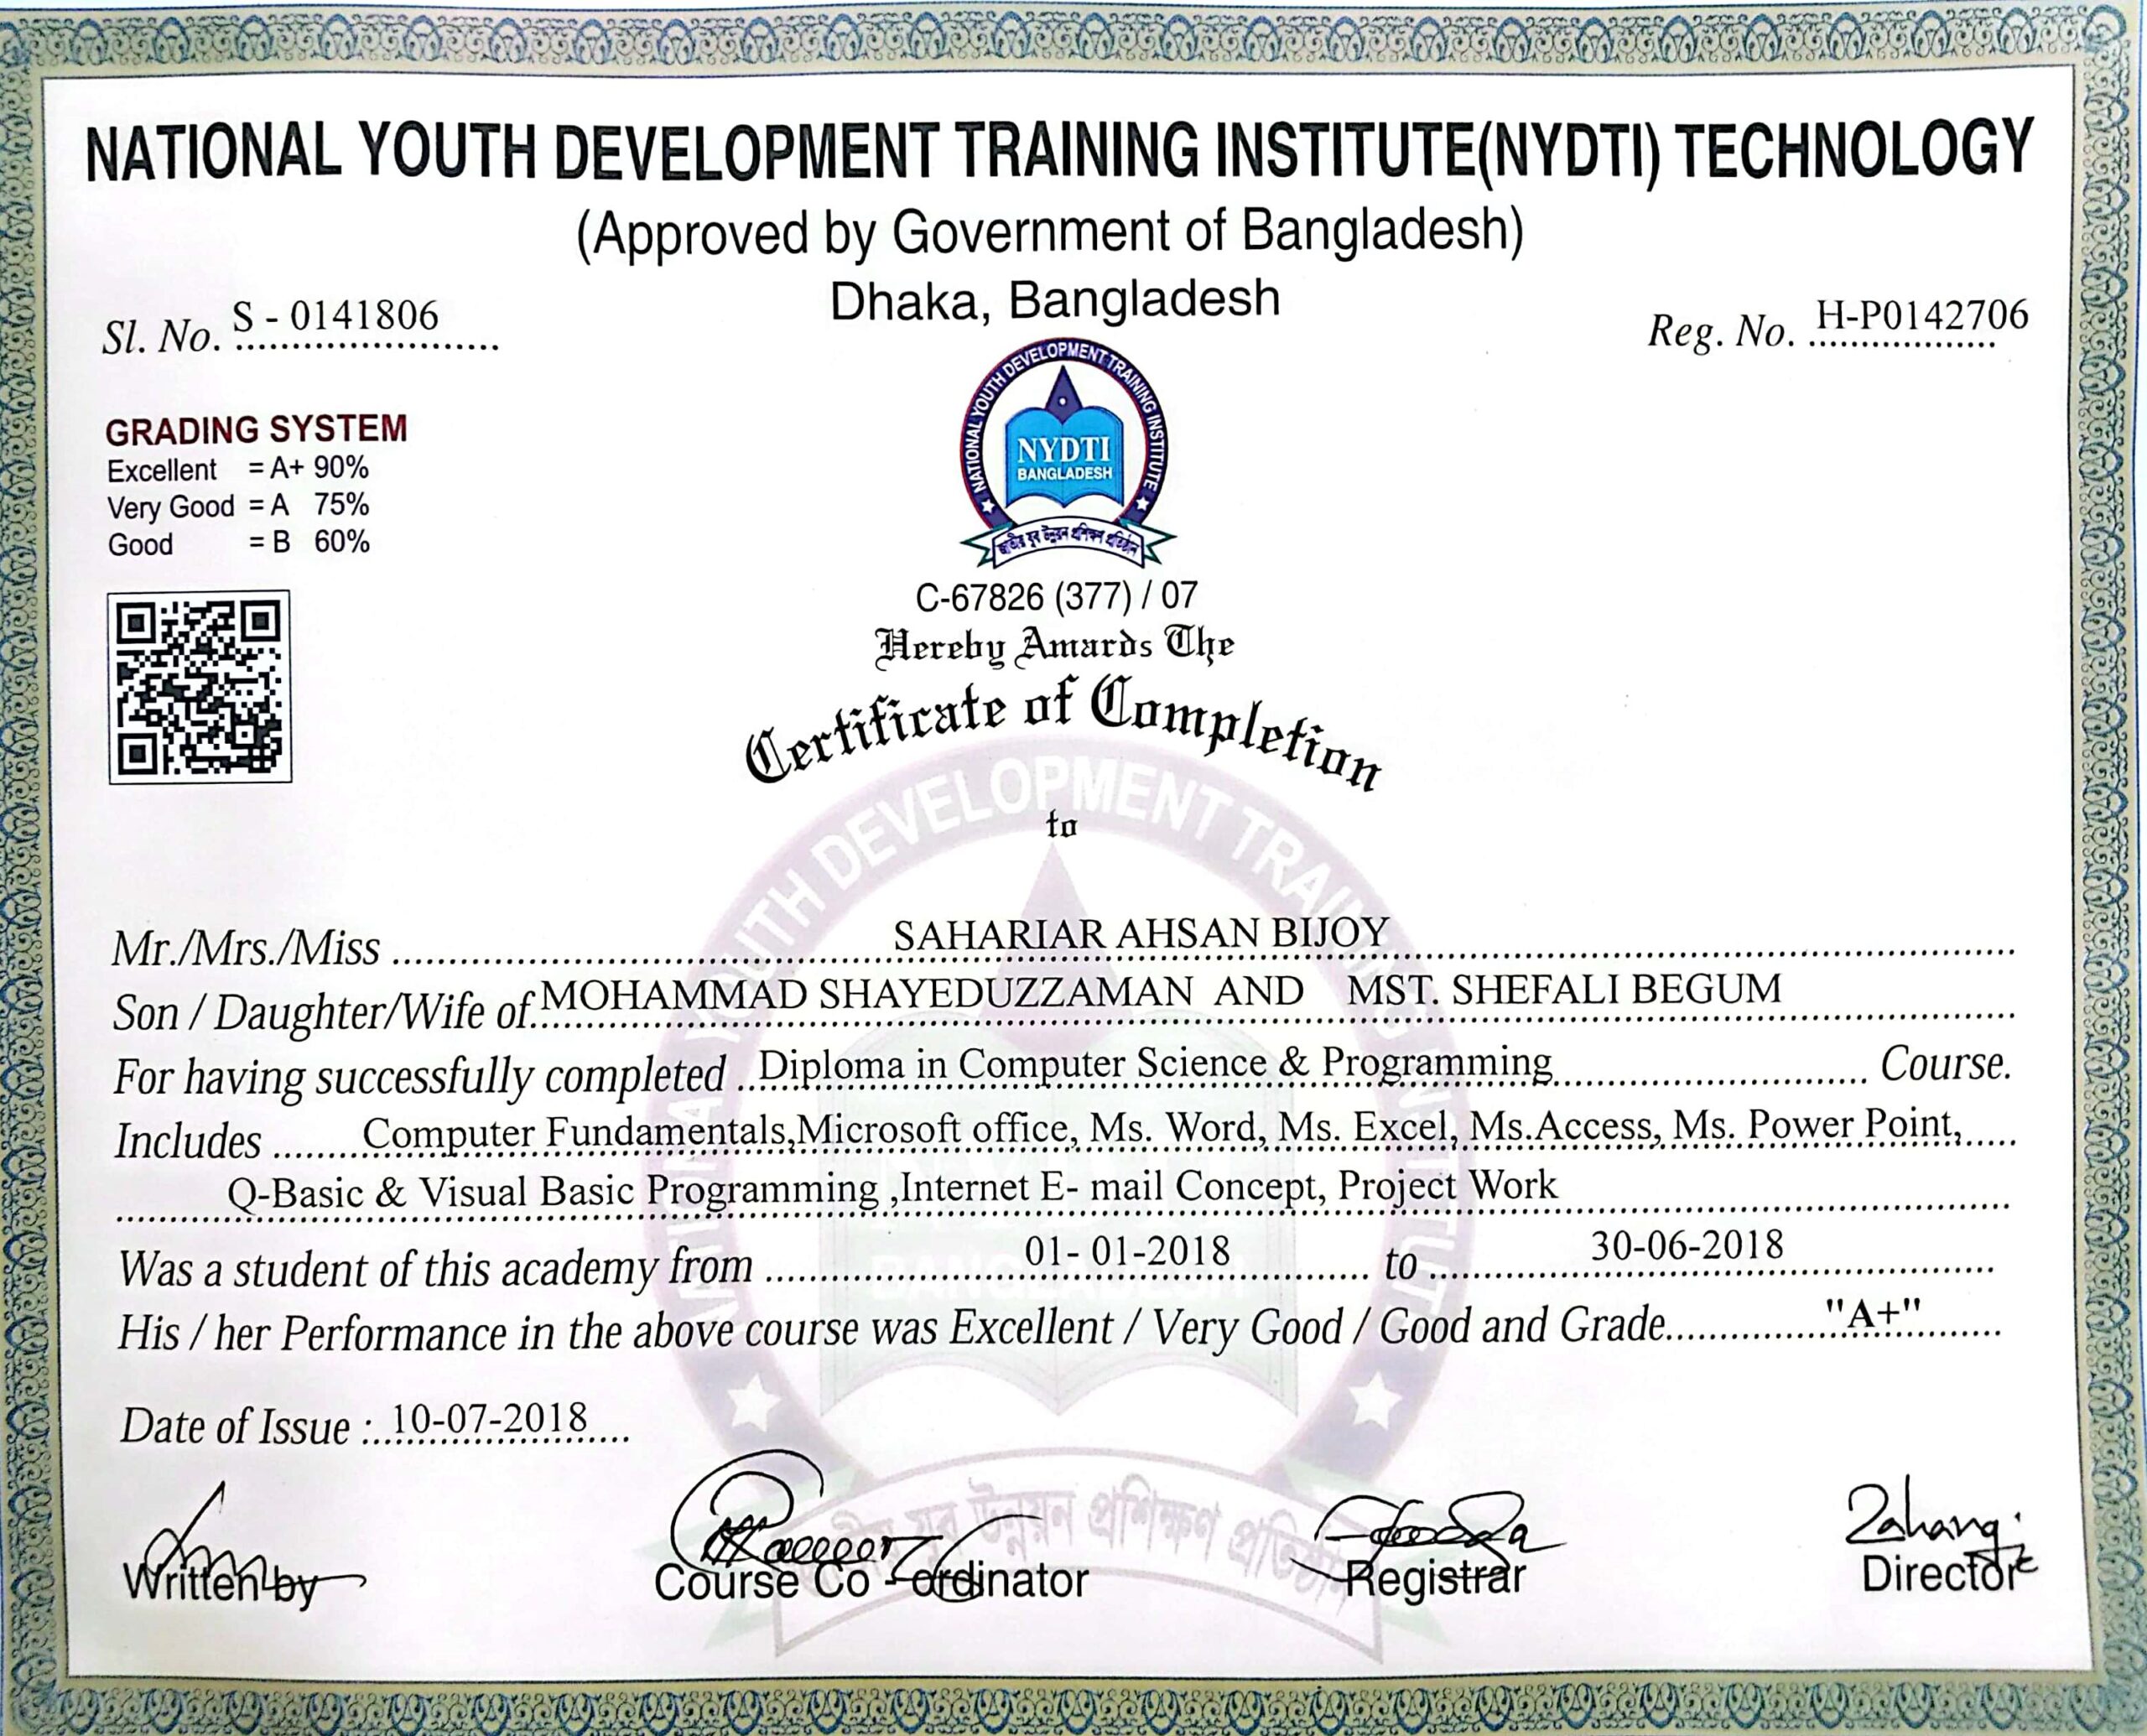 NATIONAL YOUTH DEVELOPMENT TRAINING INSTITUTE(NYDTI) TECHNOLOGY
(Approved by Government of Bangladesh)
Dhaka, Bangladesh
Sl. No. S - 0141806
Reg. No. H-P0142706
NATIONAL YOUTH DEVELOPMENT TRAINING INSTITUTE
NYDTI
BANGLADESH
জাতীয় যুব উন্নয়ন প্রশিক্ষণ প্রতিষ্ঠান
GRADING SYSTEM
Excellent = A+ 90%
Very Good = A 75%
Good = B 60%
C-67826 (377) / 07
Hereby Awards The
Certificate of Completion
to
Mr./Mrs./Miss SAHARIAR AHSAN BIJOY
Son / Daughter/Wife of MOHAMMAD SHAYEDUZZAMAN AND MST. SHEFALI BEGUM
For having successfully completed Diploma in Computer Science & Programming Course.
Includes Computer Fundamentals,Microsoft office, Ms. Word, Ms. Excel, Ms.Access, Ms. Power Point,
Q-Basic & Visual Basic Programming ,Internet E- mail Concept, Project Work
Was a student of this academy from 01- 01-2018 to 30-06-2018
His / her Performance in the above course was Excellent / Very Good / Good and Grade "A+"
Date of Issue : 10-07-2018
Written by
Course Co - ordinator
Registrar
Director